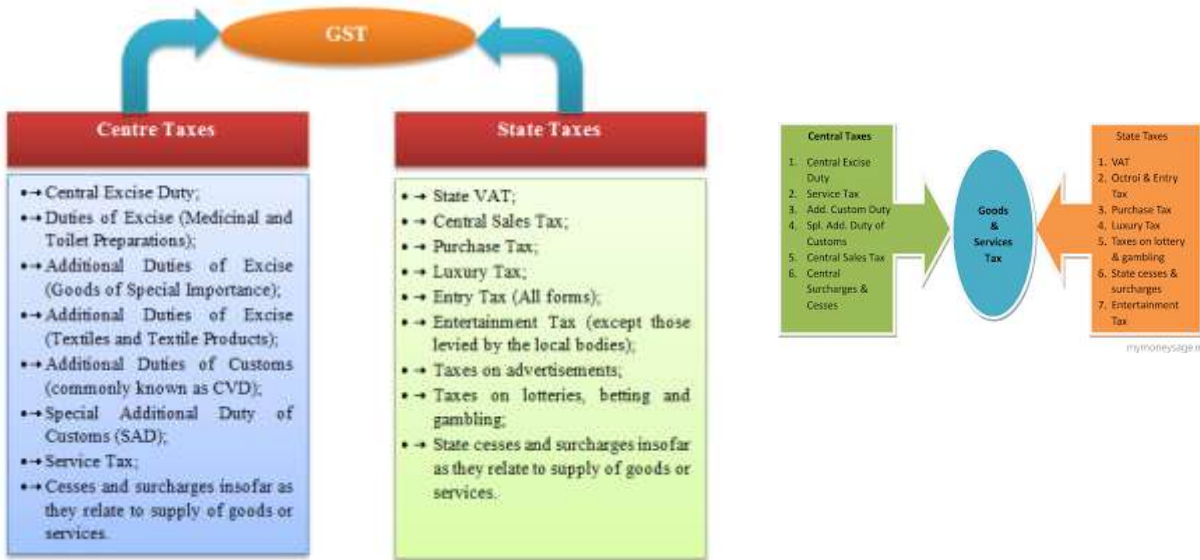 GST
Centre Taxes
•→ Central Excise Duty;
•→ Duties of Excise (Medicinal and
Toilet Preparations);
•→ Additional Duties of Excise
(Goods of Special Importance);
•→ Additional Duties of Excise
(Textiles and Textile Products);
•→ Additional Duties of Customs
(commonly known as CVD);
•→ Special Additional Duty of
Customs (SAD);
•→ Service Tax;
•→ Cesses and surcharges insofar as
they relate to supply of goods or
services.
State Taxes
•→ State VAT;
•→ Central Sales Tax;
•→ Purchase Tax;
•→ Luxury Tax;
•→ Entry Tax (All forms);
•→ Entertainment Tax (except those
levied by the local bodies);
•→ Taxes on advertisements;
•→ Taxes on lotteries, betting and
gambling;
•→ State cesses and surcharges insofar
as they relate to supply of goods or
services.
Central Taxes
1. Central Excise
Duty
2. Service Tax
3. Add. Custom Duty
4. Spl. Add. Duty of
Customs
5. Central Sales Tax
6. Central
Surcharges &
Cesses
Goods
&
Services
Tax
State Taxes
1. VAT
2. Octroi & Entry
Tax
3. Purchase Tax
4. Luxury Tax
5. Taxes on lottery
& gambling
6. State cesses &
surcharges
7. Entertainment
Tax